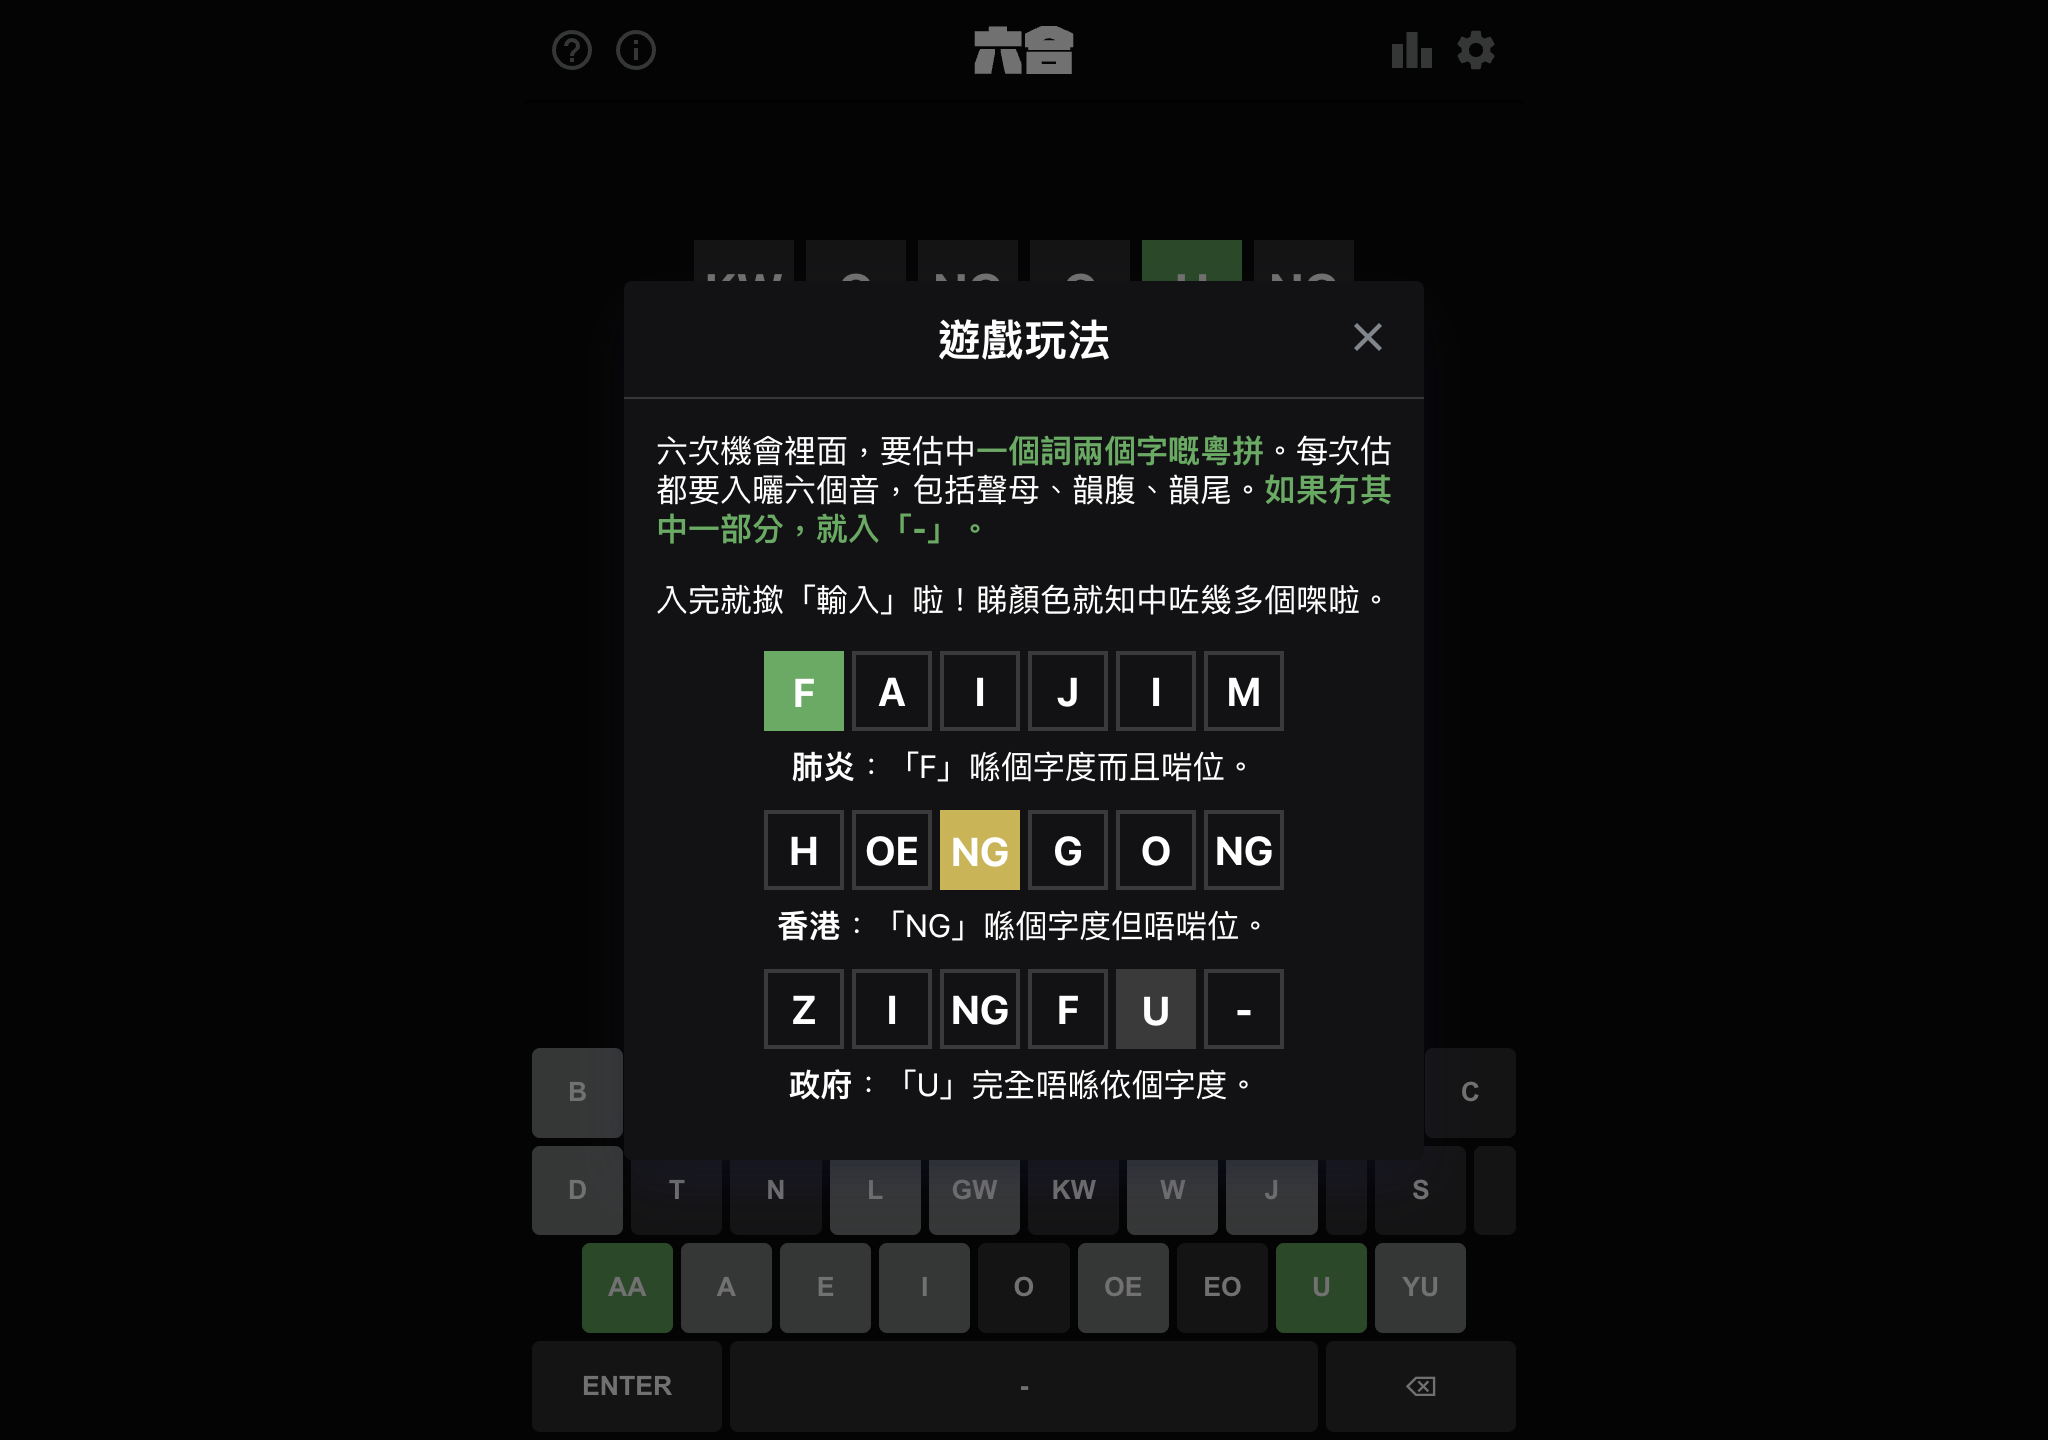 六合
KW O NG G U NG
遊戲玩法
六次機會裡面，要估中一個詞兩個字嘅粵拼。每次估
都要入曬六個音，包括聲母、韻腹、韻尾。如果冇其
中一部分，就入「-」。
入完就撳「輸入」啦！睇顏色就知中咗幾多個㗎啦。
F A I J I M
肺炎：「F」喺個字度而且啱位。
H OE NG G O NG
香港：「NG」喺個字度但唔啱位。
Z I NG F U -
政府：「U」完全唔喺依個字度。
B C
D T N L GW KW W J S
AA A E I O OE EO U YU
ENTER -